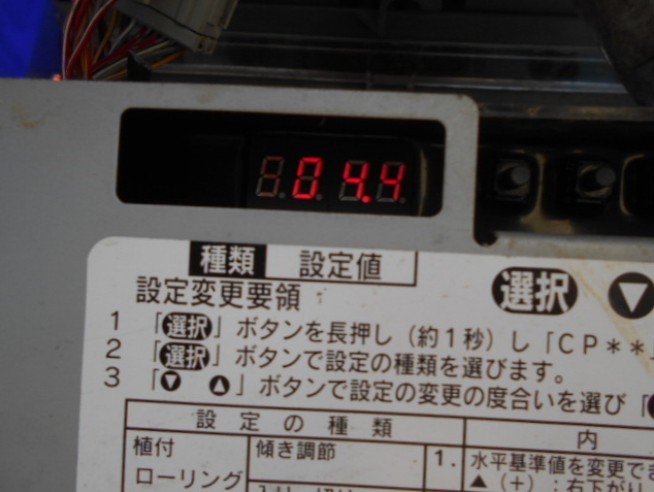 04.4
種類 設定値
選択 ▼
設定変更要領
1 「選択」ボタンを長押し(約1秒)し「CP**」
2 「選択」ボタンで設定の種類を選びます。
3 「▼ ▲」ボタンで設定の変更の度合いを選び「
設定の種類 内
植付 傾き調節 1. 水平基準値を変更でき
ローリング ▲(+):右下がり